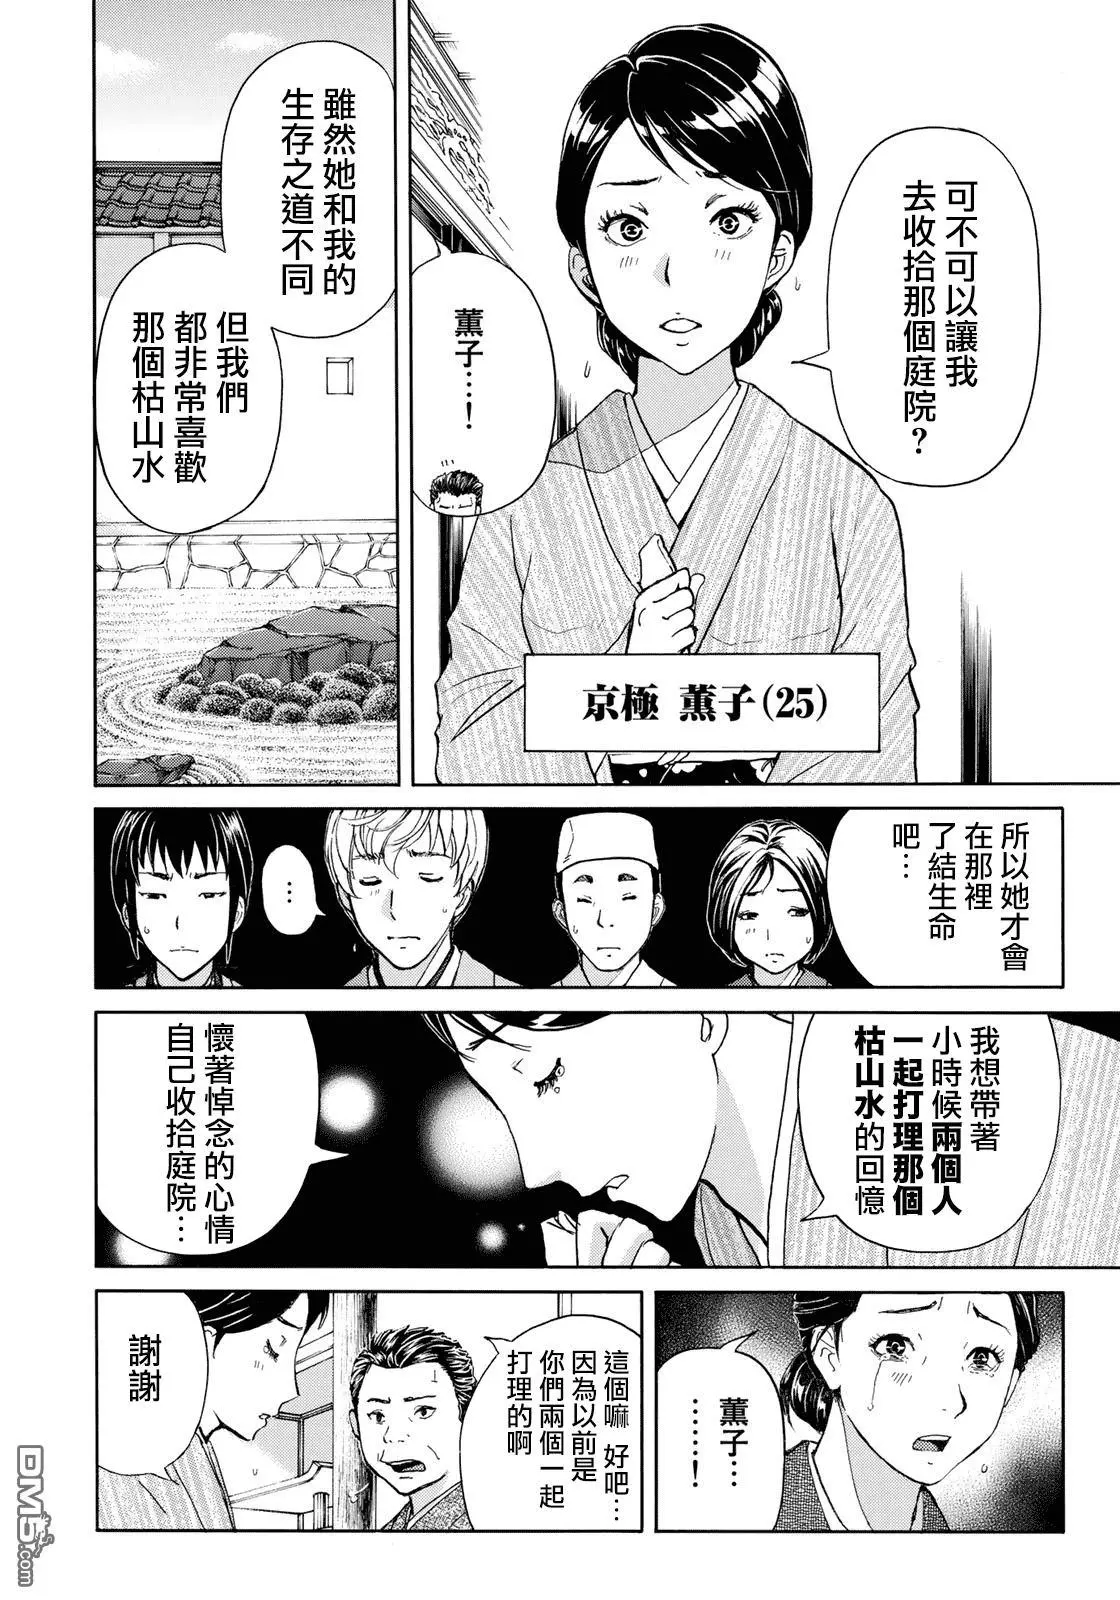 可不可以讓我
去收拾那個庭院?
薰子…!
京極 薰子(25)
雖然她和我的
生存之道不同
但我們
都非常喜歡
那個枯山水
所以她才會
在那裡
了結生命
吧…
…
我想帶著
小時候兩個人
一起打理那個
枯山水的回憶
懷著悼念的心情
自己收拾庭院…
薰子…
……!
這個嘛 好吧…
因為以前是
你們兩個一起
打理的啊
謝謝
DM5.com